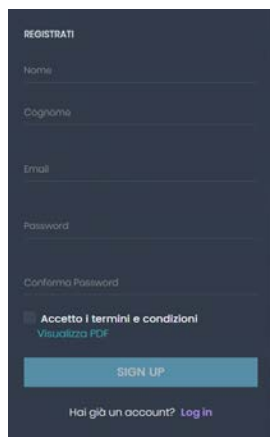 REGISTRATI
Nome
Cognome
Email
Password
Conferma Password
Accetto i termini e condizioni
Visualizza PDF
SIGN UP
Hai già un account? Log in